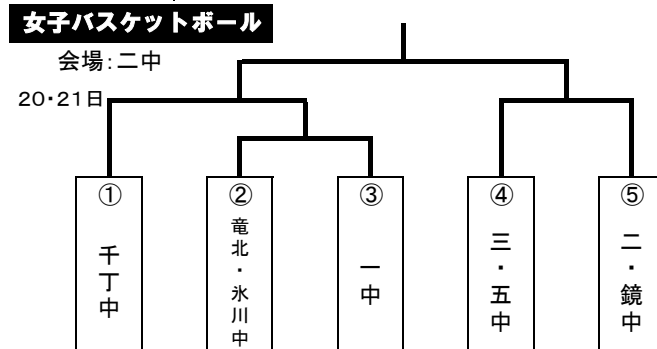 女子バスケットボール
会場:二中
20・21日
①
千丁中
②
竜北・氷川中
③
一中
④
三・五中
⑤
二・鏡中